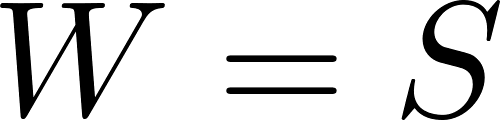 W = S